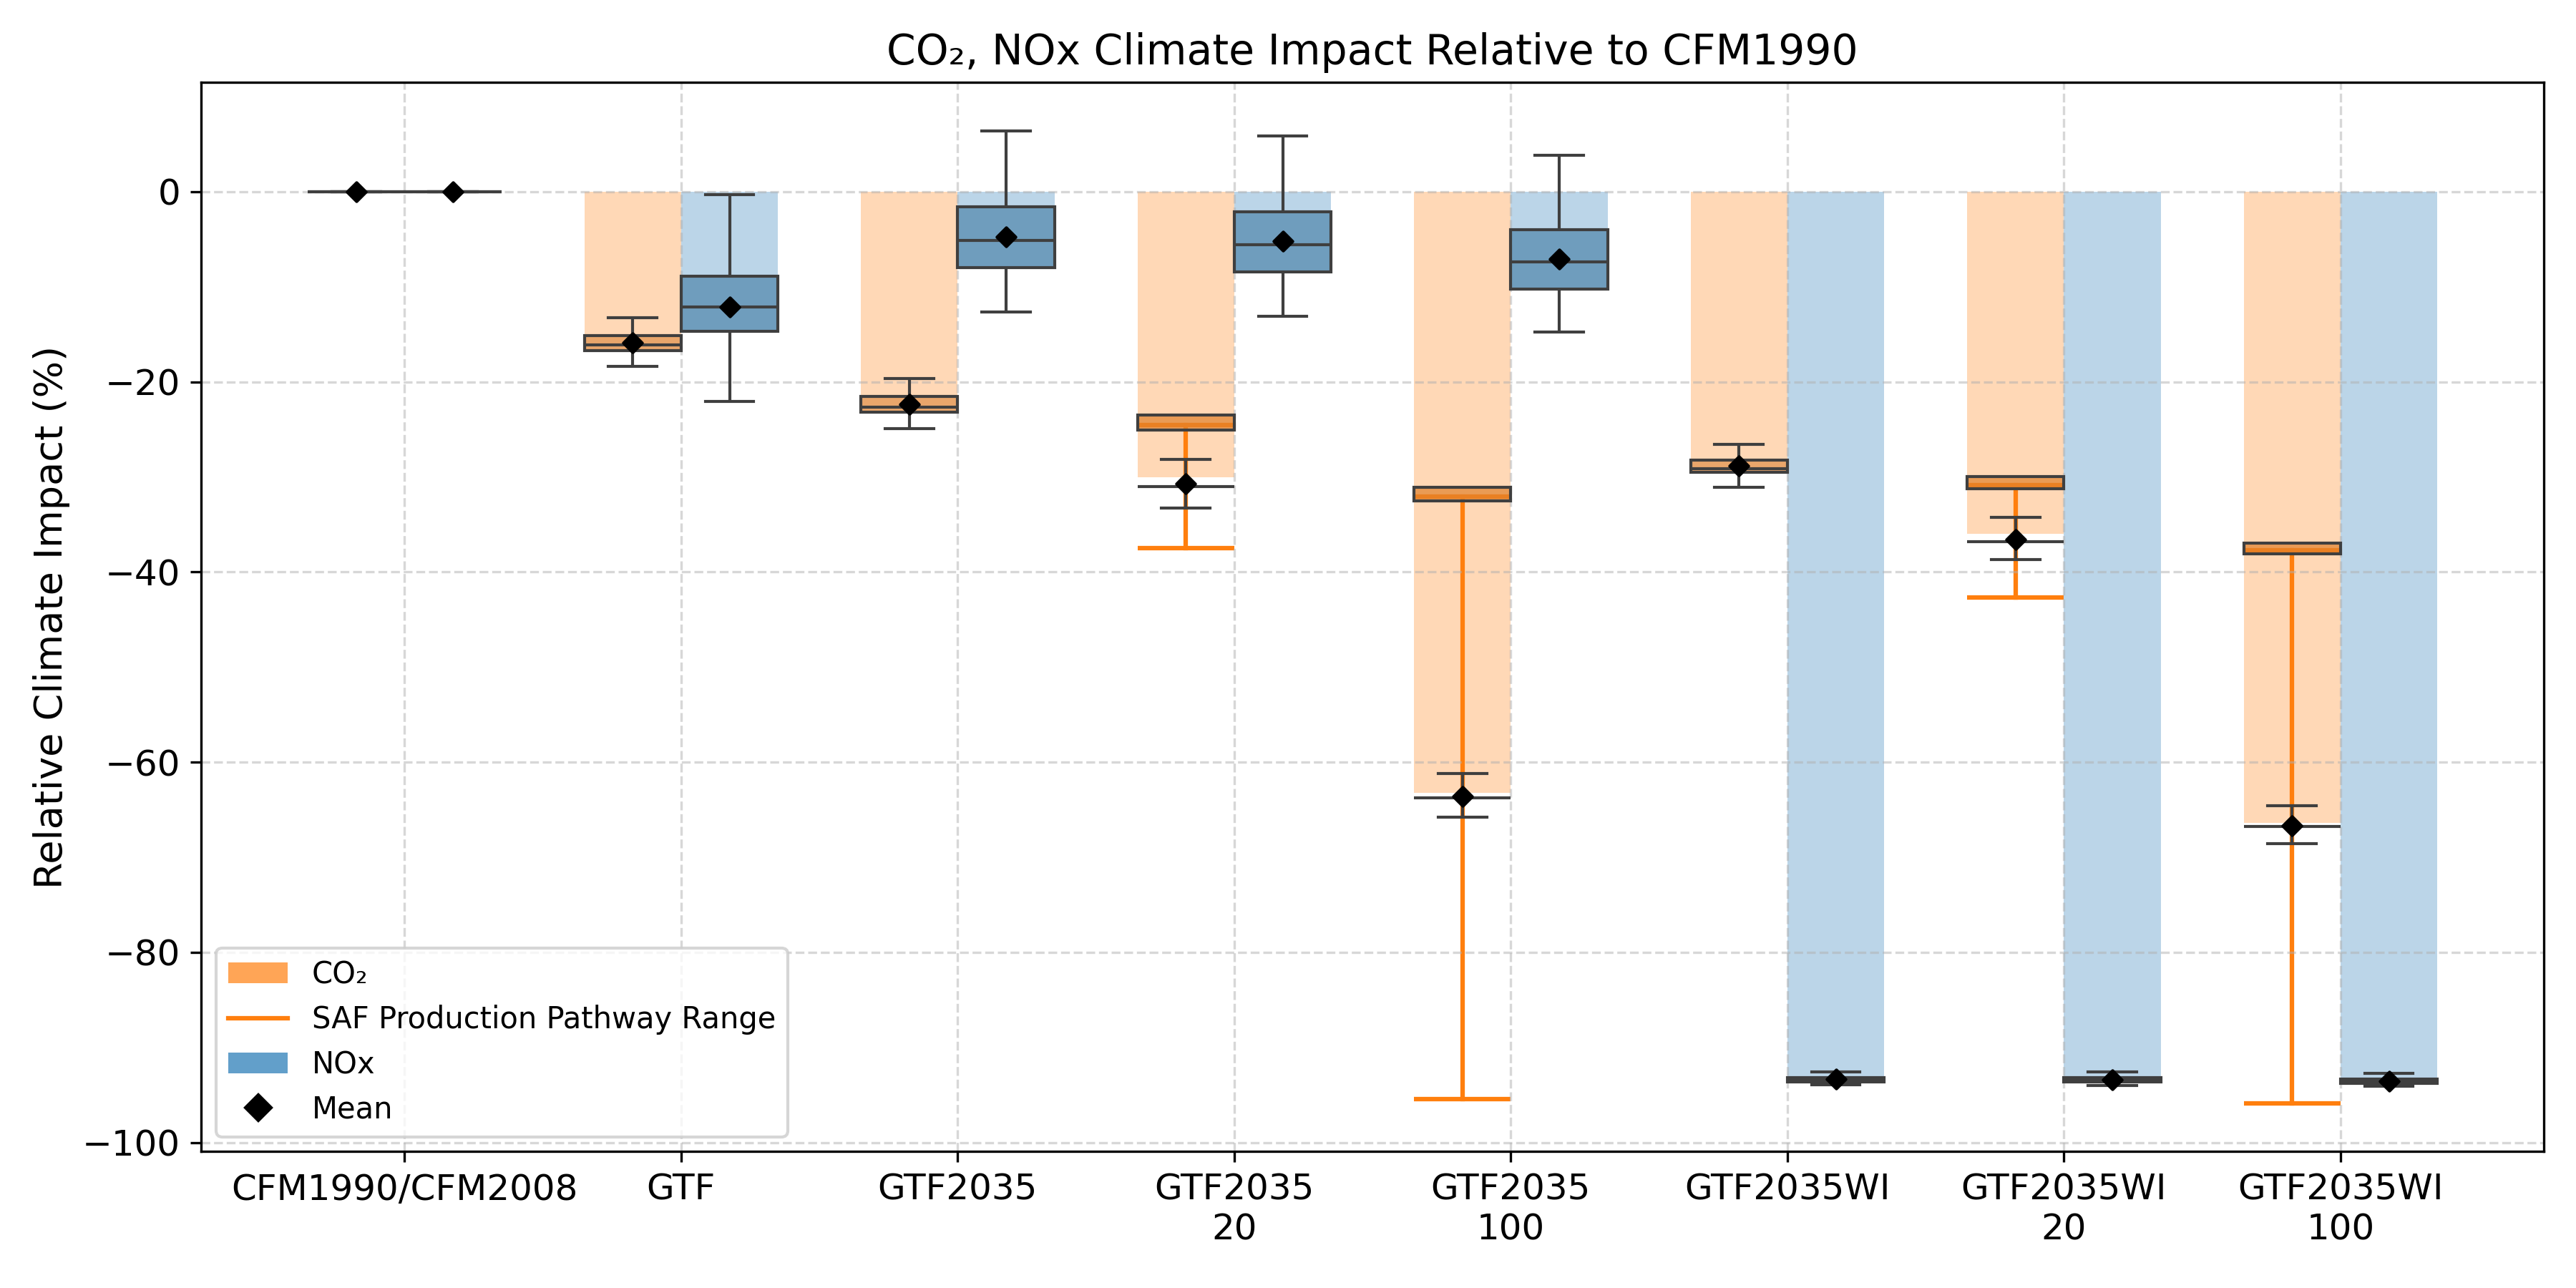 CO₂, NOx Climate Impact Relative to CFM1990
Relative Climate Impact (%)
0
−20
−40
−60
−80
−100
CO₂
SAF Production Pathway Range
NOx
Mean
CFM1990/CFM2008
GTF
GTF2035
GTF2035
20
GTF2035
100
GTF2035WI
GTF2035WI
20
GTF2035WI
100